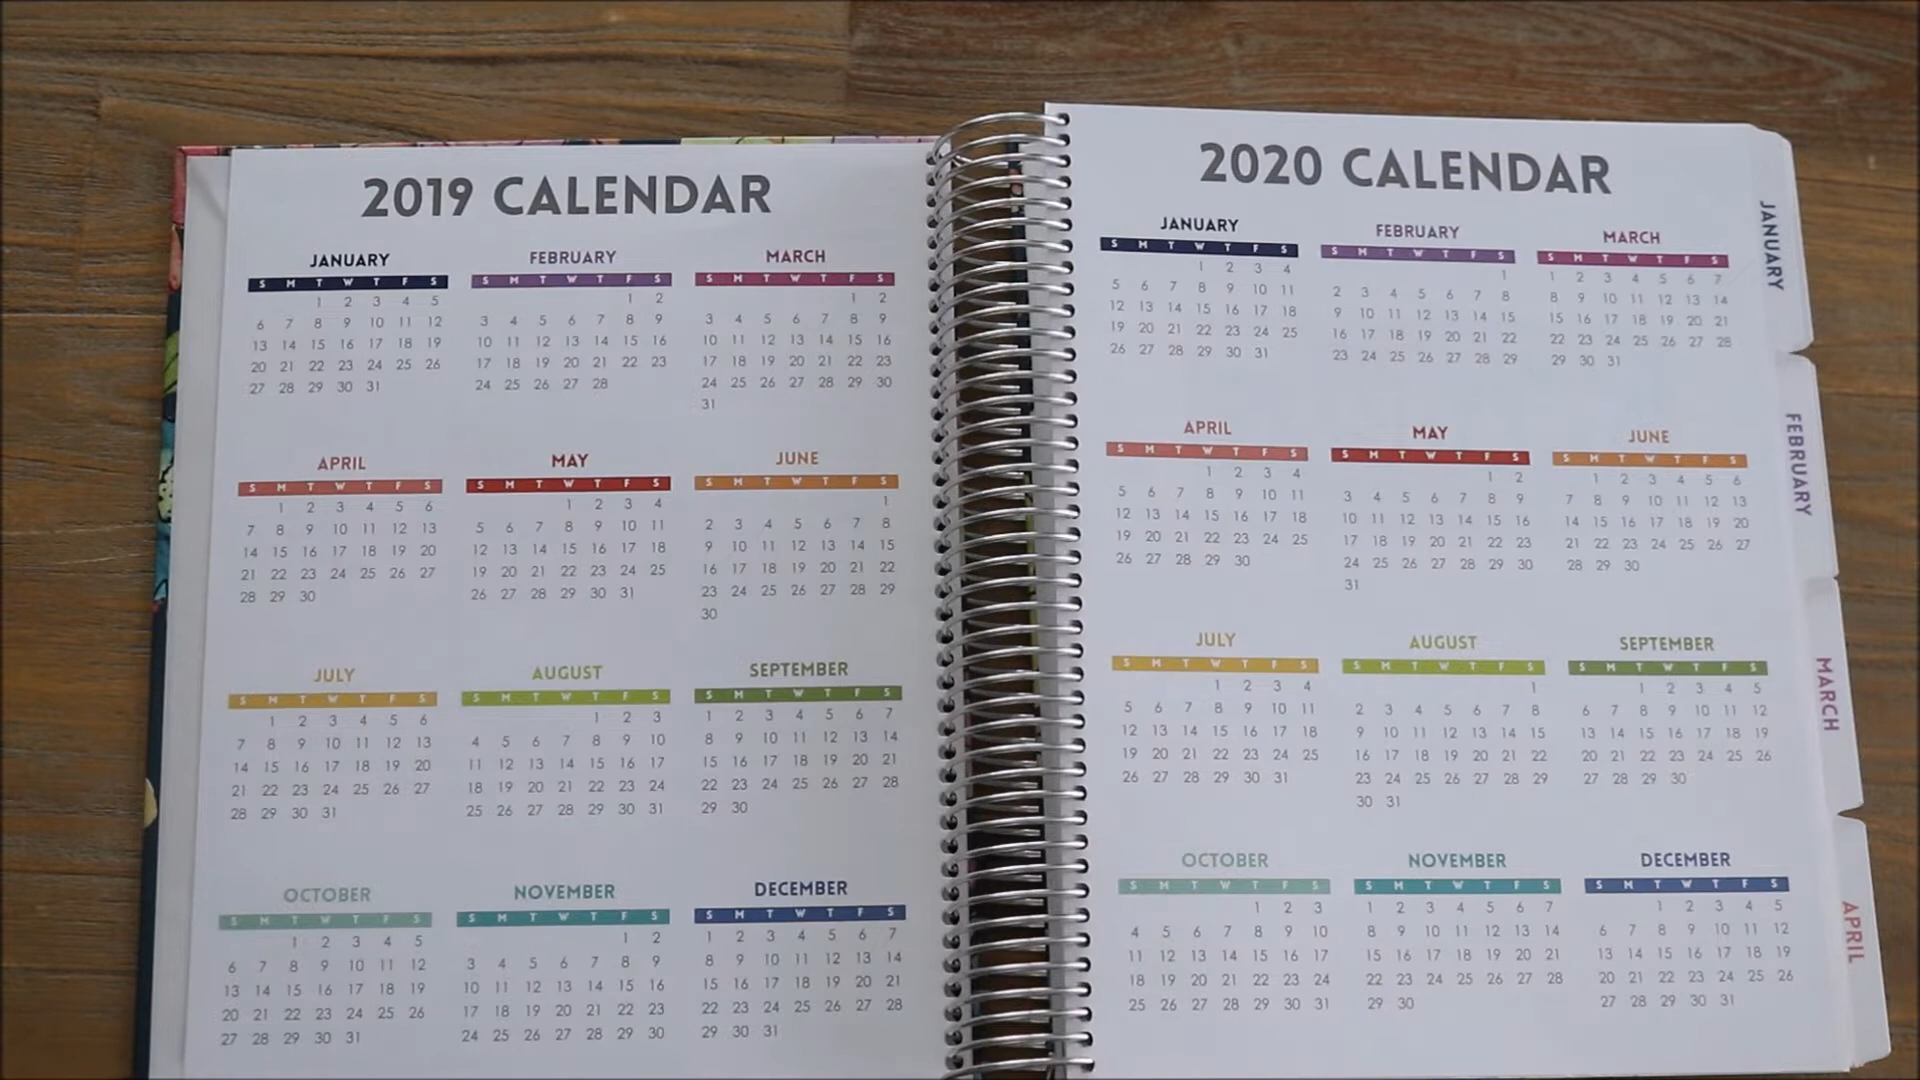 2019 CALENDAR
JANUARY FEBRUARY MARCH
S M T W T F S S M T W T F S S M T W T F S
1 2 3 4 5 1 2 1 2
6 7 8 9 10 11 12 3 4 5 6 7 8 9 3 4 5 6 7 8 9
13 14 15 16 17 18 19 10 11 12 13 14 15 16 10 11 12 13 14 15 16
20 21 22 23 24 25 26 17 18 19 20 21 22 23 17 18 19 20 21 22 23
27 28 29 30 31 24 25 26 27 28 24 25 26 27 28 29 30
31
APRIL MAY JUNE
S M T W T F S S M T W T F S S M T W T F S
1 2 3 4 5 6 1 2 3 4 1
7 8 9 10 11 12 13 5 6 7 8 9 10 11 2 3 4 5 6 7 8
14 15 16 17 18 19 20 12 13 14 15 16 17 18 9 10 11 12 13 14 15
21 22 23 24 25 26 27 19 20 21 22 23 24 25 16 17 18 19 20 21 22
28 29 30 26 27 28 29 30 31 23 24 25 26 27 28 29
30
JULY AUGUST SEPTEMBER
S M T W T F S S M T W T F S S M T W T F S
1 2 3 4 5 6 1 2 3 1 2 3 4 5 6 7
7 8 9 10 11 12 13 4 5 6 7 8 9 10 8 9 10 11 12 13 14
14 15 16 17 18 19 20 11 12 13 14 15 16 17 15 16 17 18 19 20 21
21 22 23 24 25 26 27 18 19 20 21 22 23 24 22 23 24 25 26 27 28
28 29 30 31 25 26 27 28 29 30 31 29 30
OCTOBER NOVEMBER DECEMBER
S M T W T F S S M T W T F S S M T W T F S
1 2 3 4 5 1 2 1 2 3 4 5 6 7
6 7 8 9 10 11 12 3 4 5 6 7 8 9 8 9 10 11 12 13 14
13 14 15 16 17 18 19 10 11 12 13 14 15 16 15 16 17 18 19 20 21
20 21 22 23 24 25 26 17 18 19 20 21 22 23 22 23 24 25 26 27 28
27 28 29 30 31 24 25 26 27 28 29 30 29 30 31
2020 CALENDAR
JANUARY FEBRUARY MARCH
S M T W T F S S M T W T F S S M T W T F S
1 2 3 4 1 1 2 3 4 5 6 7
5 6 7 8 9 10 11 2 3 4 5 6 7 8 8 9 10 11 12 13 14
12 13 14 15 16 17 18 9 10 11 12 13 14 15 15 16 17 18 19 20 21
19 20 21 22 23 24 25 16 17 18 19 20 21 22 22 23 24 25 26 27 28
26 27 28 29 30 31 23 24 25 26 27 28 29 29 30 31
APRIL MAY JUNE
S M T W T F S S M T W T F S S M T W T F S
1 2 3 4 1 2 1 2 3 4 5 6
5 6 7 8 9 10 11 3 4 5 6 7 8 9 7 8 9 10 11 12 13
12 13 14 15 16 17 18 10 11 12 13 14 15 16 14 15 16 17 18 19 20
19 20 21 22 23 24 25 17 18 19 20 21 22 23 21 22 23 24 25 26 27
26 27 28 29 30 24 25 26 27 28 29 30 28 29 30
31
JULY AUGUST SEPTEMBER
S M T W T F S S M T W T F S S M T W T F S
1 2 3 4 1 1 2 3 4 5
5 6 7 8 9 10 11 2 3 4 5 6 7 8 6 7 8 9 10 11 12
12 13 14 15 16 17 18 9 10 11 12 13 14 15 13 14 15 16 17 18 19
19 20 21 22 23 24 25 16 17 18 19 20 21 22 20 21 22 23 24 25 26
26 27 28 29 30 31 23 24 25 26 27 28 29 27 28 29 30
30 31
OCTOBER NOVEMBER DECEMBER
S M T W T F S S M T W T F S S M T W T F S
1 2 3 1 2 3 4 5 6 7 1 2 3 4 5
4 5 6 7 8 9 10 8 9 10 11 12 13 14 6 7 8 9 10 11 12
11 12 13 14 15 16 17 15 16 17 18 19 20 21 13 14 15 16 17 18 19
18 19 20 21 22 23 24 22 23 24 25 26 27 28 20 21 22 23 24 25 26
25 26 27 28 29 30 31 29 30 27 28 29 30 31
JANUARY
FEBRUARY
MARCH
APRIL